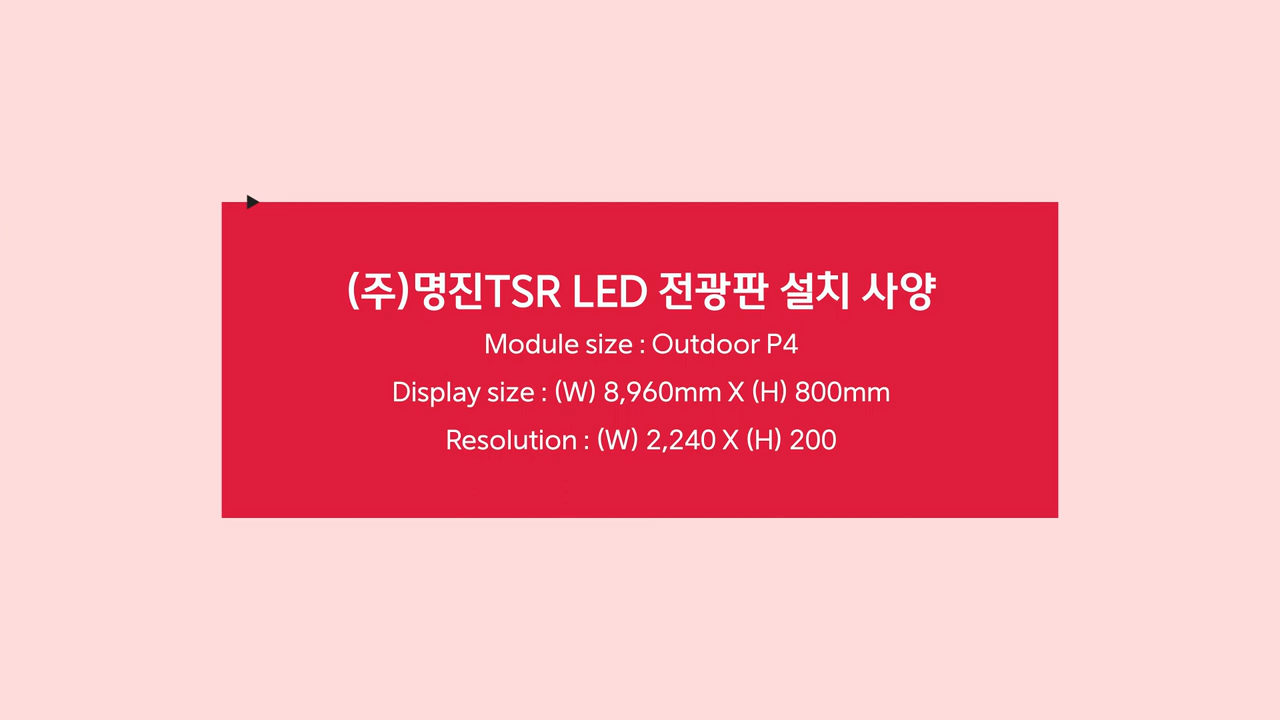 (주)명진TSR LED 전광판 설치 사양
Module size : Outdoor P4
Display size : (W) 8,960mm X (H) 800mm
Resolution : (W) 2,240 X (H) 200